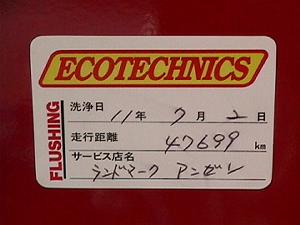 ECOTECHNICS
FLUSHING
洗浄日
11年 7月 2日
走行距離
47699 km
サービス店名
ランドマーク アンゼン